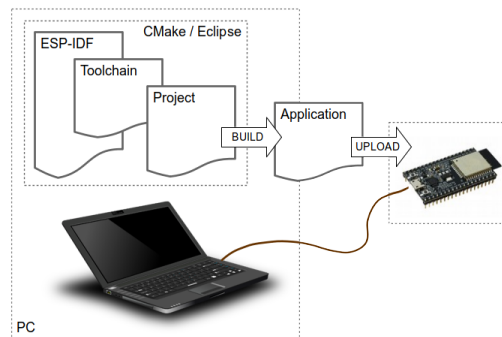 ESP-IDF
CMake / Eclipse
Toolchain
Project
BUILD
Application
UPLOAD
PC